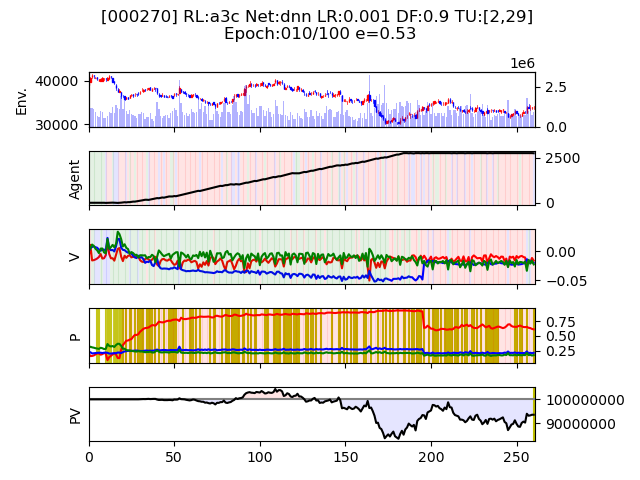 [000270] RL:a3c Net:dnn LR:0.001 DF:0.9 TU:[2,29]
Epoch:010/100 e=0.53
1e6
Env.
40000
30000
2.5
0.0
Agent
2500
0
V
0.00
−0.05
P
0.75
0.50
0.25
PV
100000000
90000000
0 50 100 150 200 250